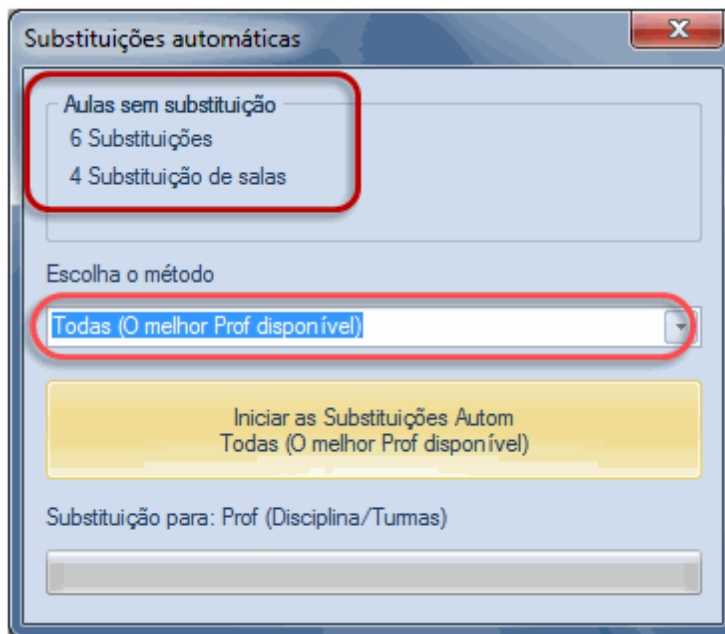 Substituições automáticas
Aulas sem substituição
6 Substituições
4 Substituição de salas
Escolha o método
Todas (O melhor Prof disponível)
Iniciar as Substituições Autom
Todas (O melhor Prof disponível)
Substituição para: Prof (Disciplina/Turmas)